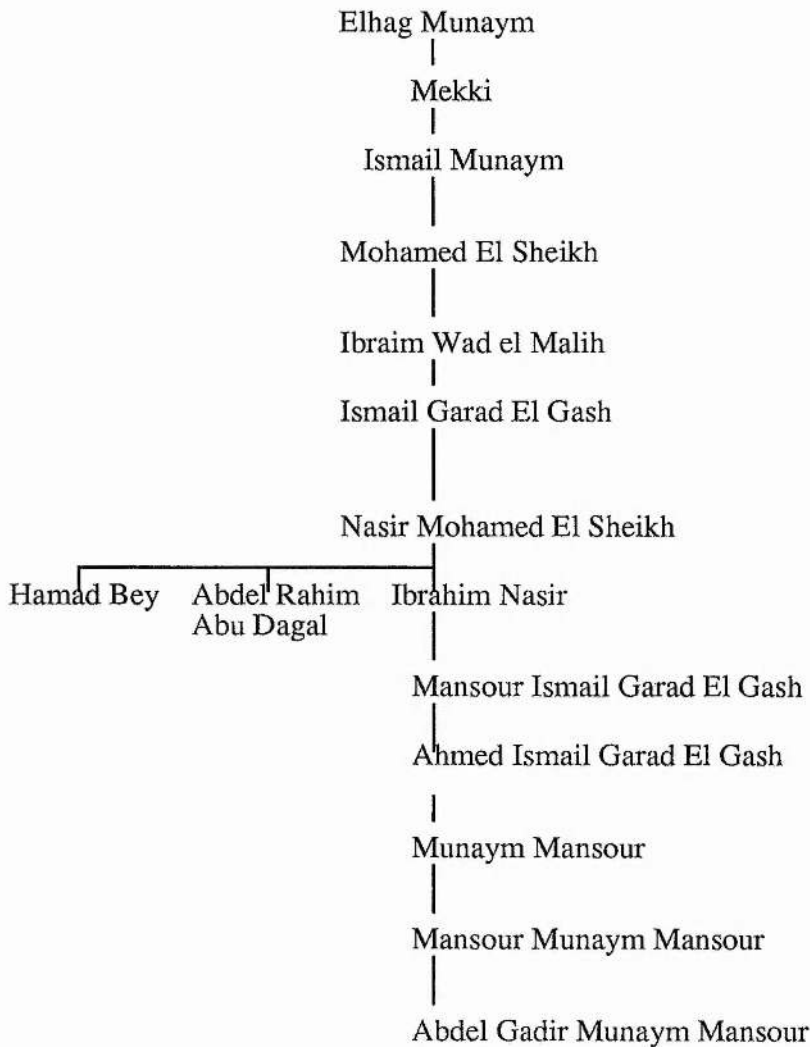 Elhag Munaym
Mekki
Ismail Munaym
Mohamed El Sheikh
Ibraim Wad el Malih
Ismail Garad El Gash
Nasir Mohamed El Sheikh
Hamad Bey
Abdel Rahim
Abu Dagal
Ibrahim Nasir
Mansour Ismail Garad El Gash
Ahmed Ismail Garad El Gash
Munaym Mansour
Mansour Munaym Mansour
Abdel Gadir Munaym Mansour